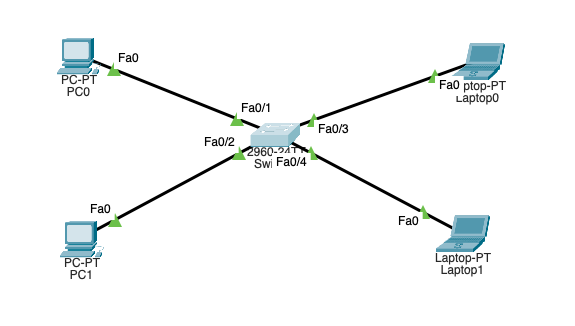 Fa0
PC-PT
PC0
Fa0/1
Fa0
ptop-PT
Laptop0
Fa0/3
Fa0/2
2960-24TT
Swi
Fa0/4
Fa0
PC-PT
PC1
Fa0
Laptop-PT
Laptop1